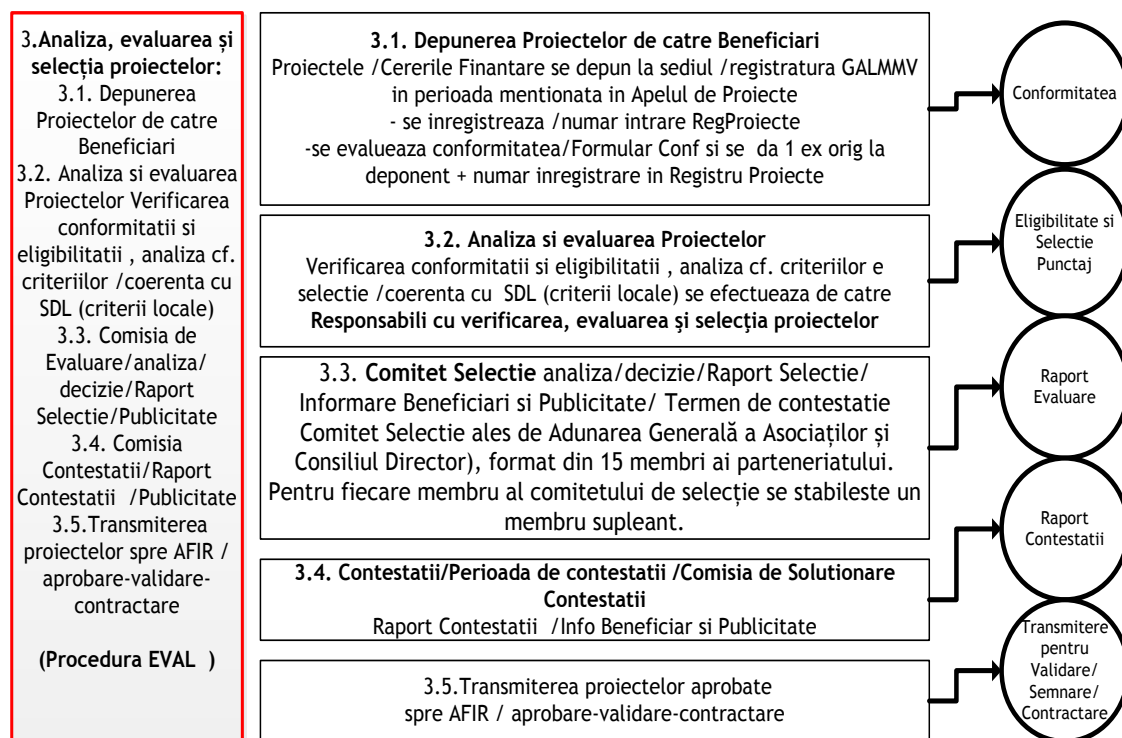 3.Analiza, evaluarea și
selecția proiectelor:
3.1. Depunerea
Proiectelor de catre
Beneficiari
3.2. Analiza si evaluarea
Proiectelor Verificarea
conformitatii si
eligibilitatii , analiza cf.
criteriilor /coerenta cu
SDL (criterii locale)
3.3. Comisia de
Evaluare/analiza/
decizie/Raport
Selectie/Publicitate
3.4. Comisia
Contestatii/Raport
Contestatii /Publicitate
3.5.Transmiterea
proiectelor spre AFIR /
aprobare-validare-
contractare
(Procedura EVAL )
3.1. Depunerea Proiectelor de catre Beneficiari
Proiectele /Cererile Finantare se depun la sediul /registratura GALMMV
in perioada mentionata in Apelul de Proiecte
- se inregistreaza /numar intrare RegProiecte
-se evalueaza conformitatea/Formular Conf si se da 1 ex orig la
deponent + numar inregistrare in Registru Proiecte
Conformitatea
3.2. Analiza si evaluarea Proiectelor
Verificarea conformitatii si eligibilitatii , analiza cf. criteriilor e
selectie /coerenta cu SDL (criterii locale) se efectueaza de catre
Responsabili cu verificarea, evaluarea și selecția proiectelor
Eligibilitate si
Selectie
Punctaj
3.3. Comitet Selectie analiza/decizie/Raport Selectie/
Informare Beneficiari si Publicitate/ Termen de contestatie
Comitet Selectie ales de Adunarea Generală a Asociaților și
Consiliul Director), format din 15 membri ai parteneriatului.
Pentru fiecare membru al comitetului de selecție se stabileste un
membru supleant.
Raport
Evaluare
3.4. Contestatii/Perioada de contestatii /Comisia de Solutionare
Contestatii
Raport Contestatii /Info Beneficiar si Publicitate
Raport
Contestatii
3.5.Transmiterea proiectelor aprobate
spre AFIR / aprobare-validare-contractare
Transmitere
pentru
Validare/
Semnare/
Contractare